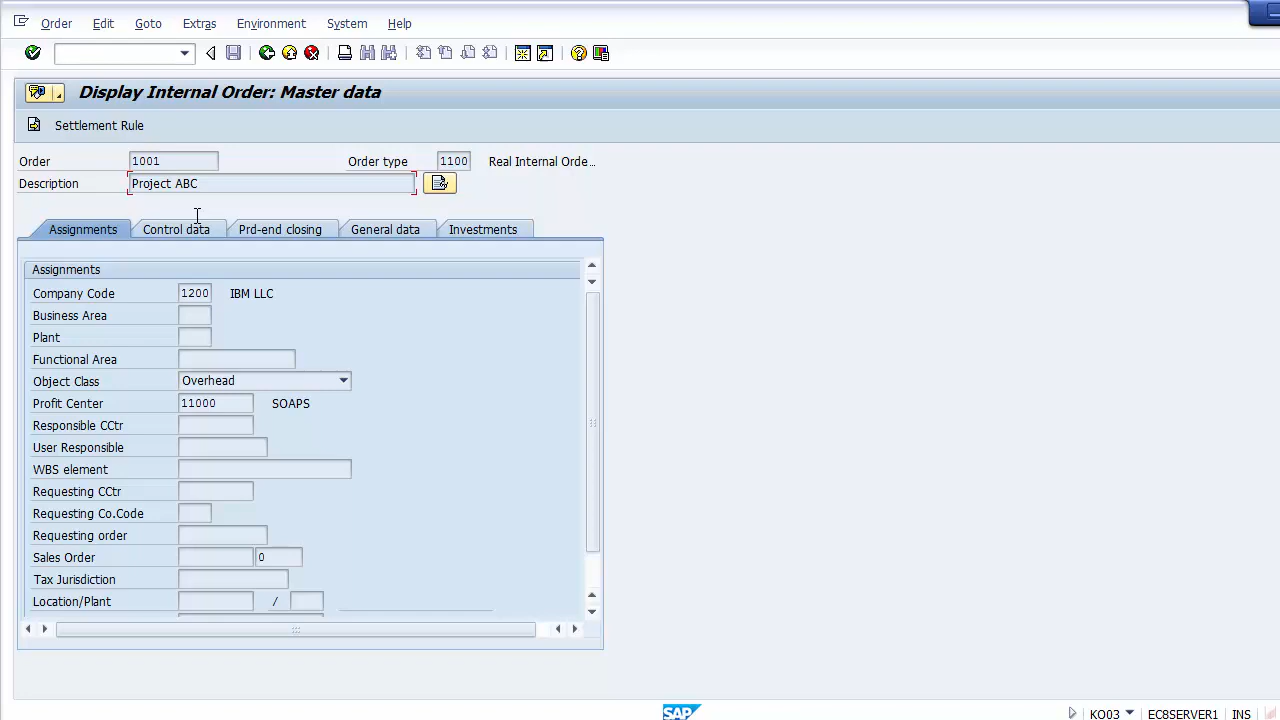 Order Edit Goto Extras Environment System Help
Display Internal Order: Master data
Settlement Rule
Order 1001 Order type 1100 Real Internal Orde...
Description Project ABC
Assignments Control data Prd-end closing General data Investments
Assignments
Company Code 1200 IBM LLC
Business Area
Plant
Functional Area
Object Class Overhead
Profit Center 11000 SOAPS
Responsible CCtr
User Responsible
WBS element
Requesting CCtr
Requesting Co.Code
Requesting order
Sales Order 0
Tax Jurisdiction
Location/Plant /
SAP KO03 EC8SERVER1 INS